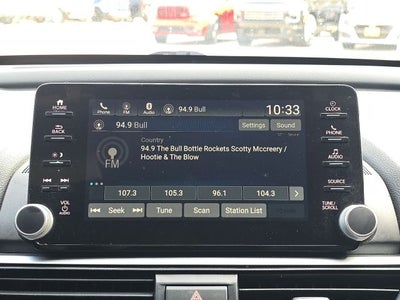 HOME
BACK
VOL
AUDIO
Phone
FM
Audio
94.9 Bull
10:33
94.9 Bull
Settings
Sound
Country
94.9 The Bull Bottle Rockets Scotty Mccreery /
Hootie & The Blow
FM
107.3
105.3
96.1
104.3
Seek
Tune
Scan
Station List
CLOCK
PHONE
AUDIO
SOURCE
TUNE/
SCROLL